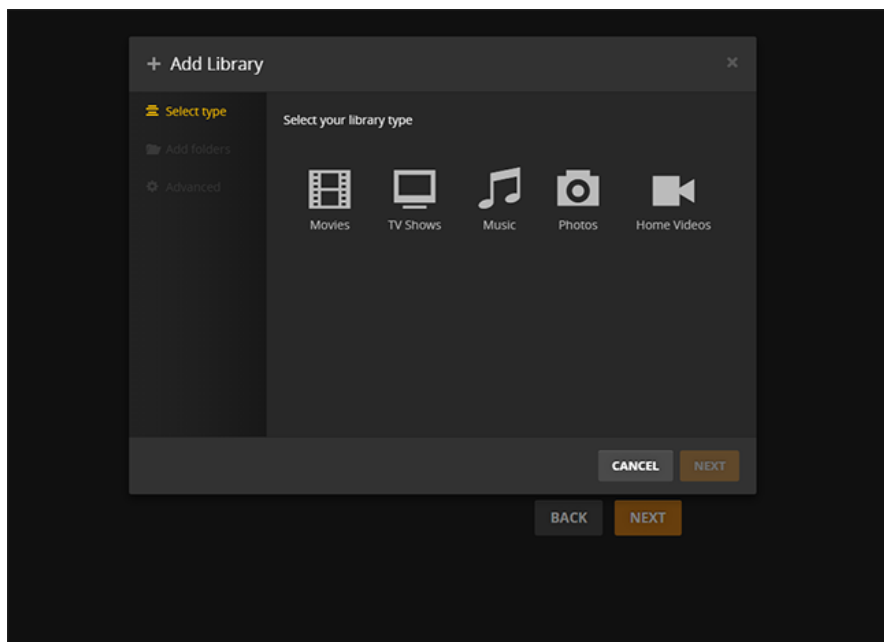 + Add Library ×
Select type
Add folders
Advanced
Select your library type
Movies TV Shows Music Photos Home Videos
CANCEL NEXT
BACK NEXT